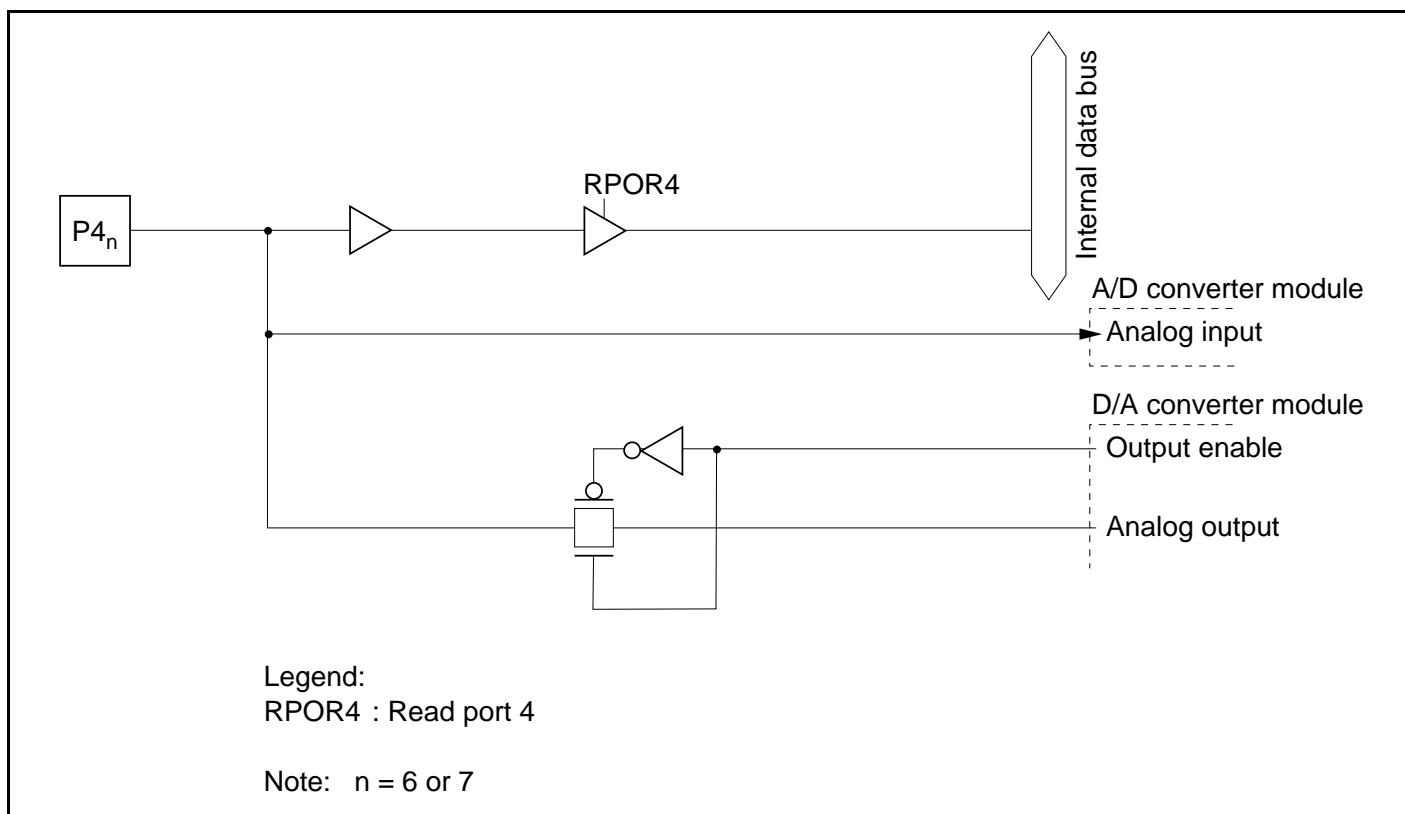 Internal data bus
RPOR4
P4n
A/D converter module
Analog input
D/A converter module
Output enable
Analog output
Legend:
RPOR4 : Read port 4
Note: n = 6 or 7